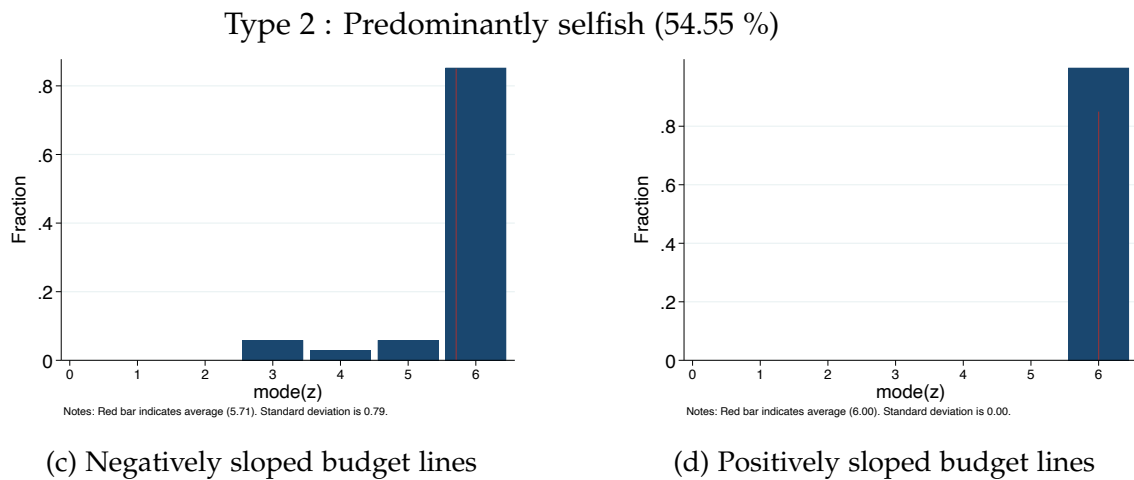 Type 2 : Predominantly selfish (54.55 %)
.8
.6
.4
.2
0
Fraction
0 1 2 3 4 5 6
mode(z)
Notes: Red bar indicates average (5.71). Standard deviation is 0.79.
(c) Negatively sloped budget lines
.8
.6
.4
.2
0
Fraction
0 1 2 3 4 5 6
mode(z)
Notes: Red bar indicates average (6.00). Standard deviation is 0.00.
(d) Positively sloped budget lines